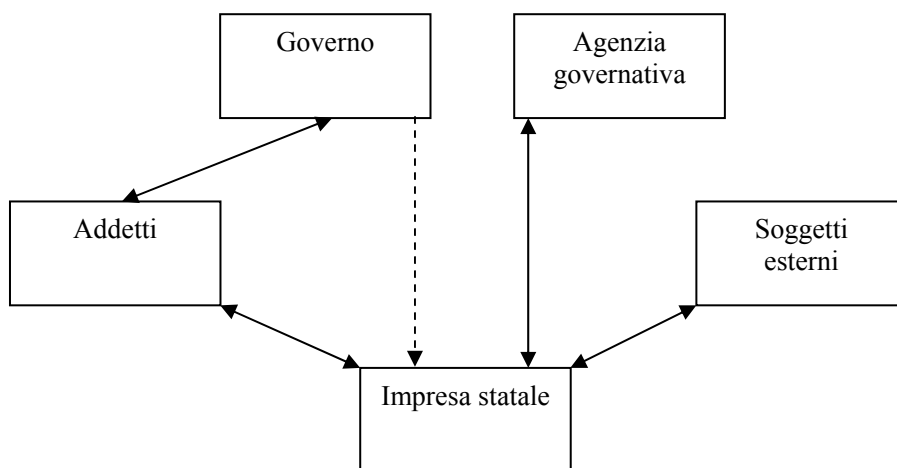 Governo
Agenzia
governativa
Addetti
Soggetti
esterni
Impresa statale